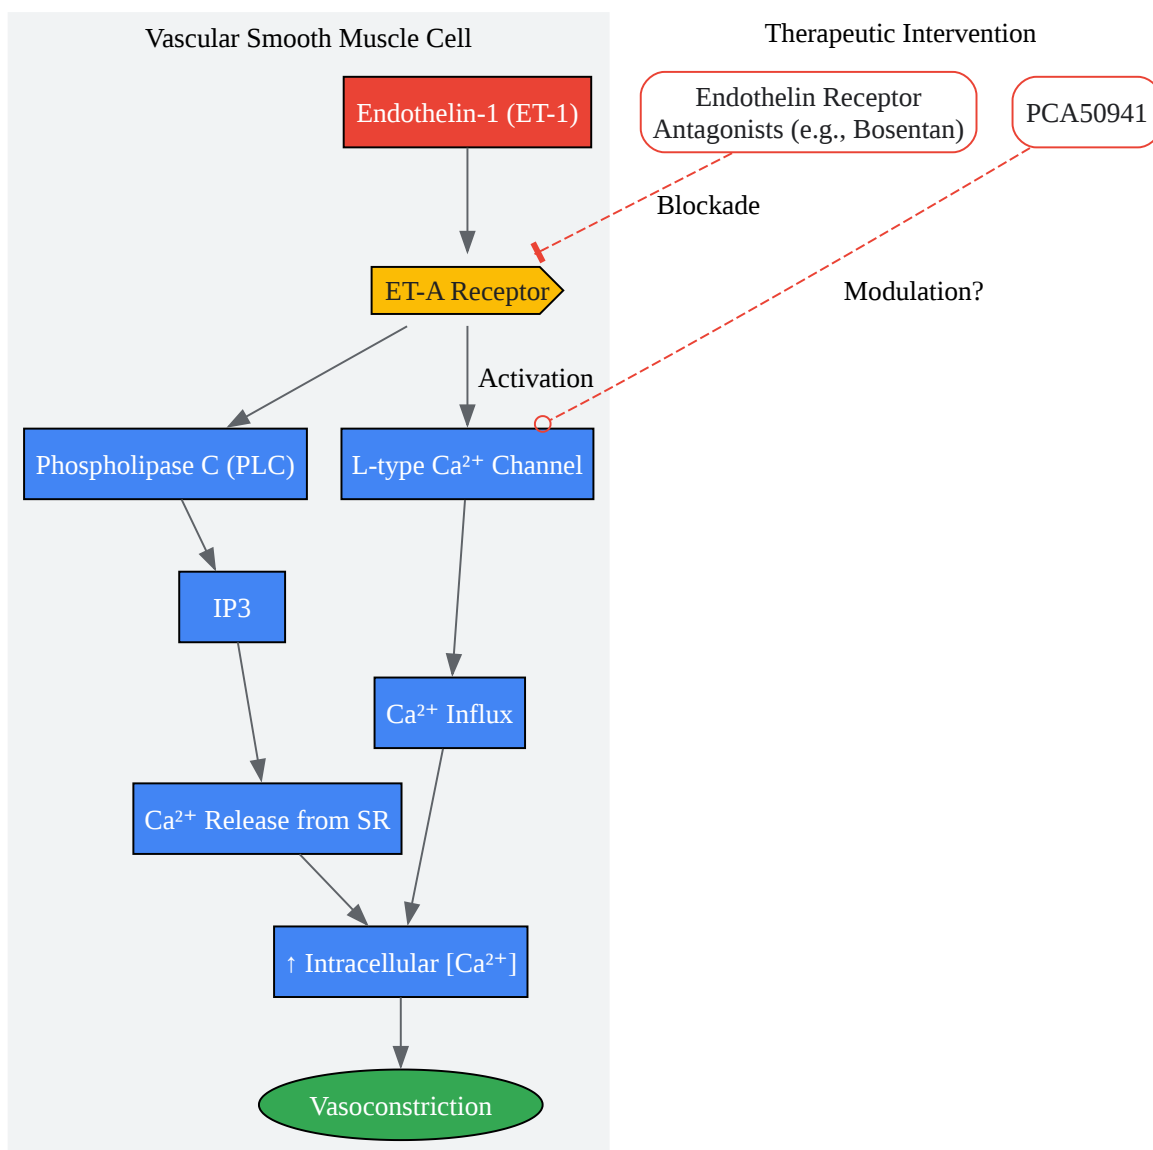 Vascular Smooth Muscle Cell
Therapeutic Intervention
Endothelin-1 (ET-1)
Endothelin Receptor
Antagonists (e.g., Bosentan)
PCA50941
Blockade
ET-A Receptor
Modulation?
Activation
Phospholipase C (PLC)
L-type Ca²⁺ Channel
IP3
Ca²⁺ Influx
Ca²⁺ Release from SR
↑ Intracellular [Ca²⁺]
Vasoconstriction